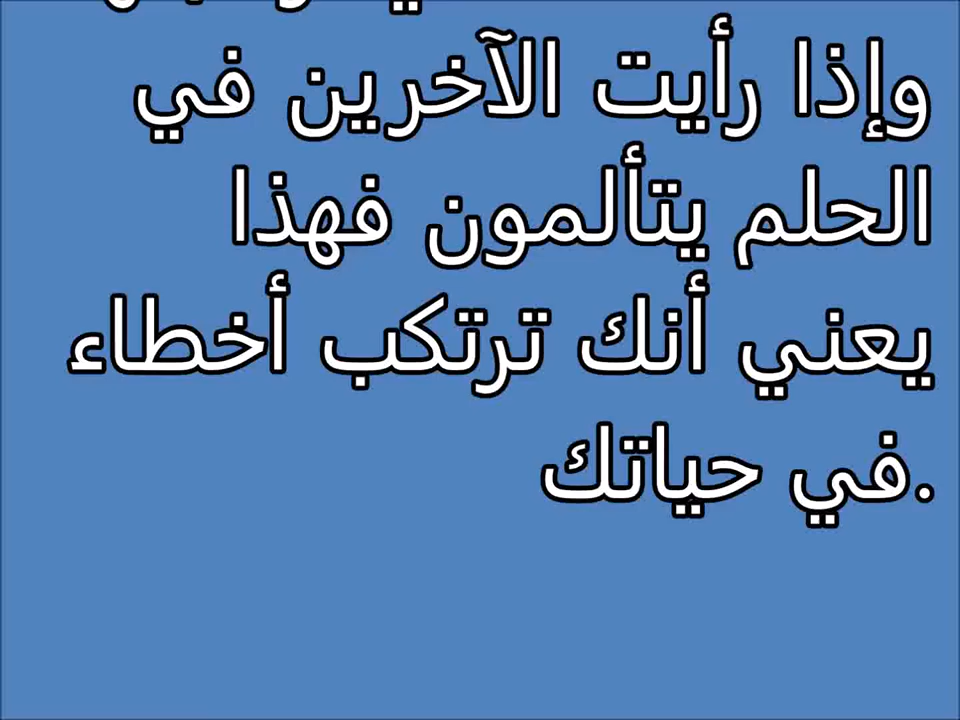 وإذا رأيت الآخرين في
الحلم يتألمون فهذا
يعني أنك ترتكب أخطاء
.في حياتك